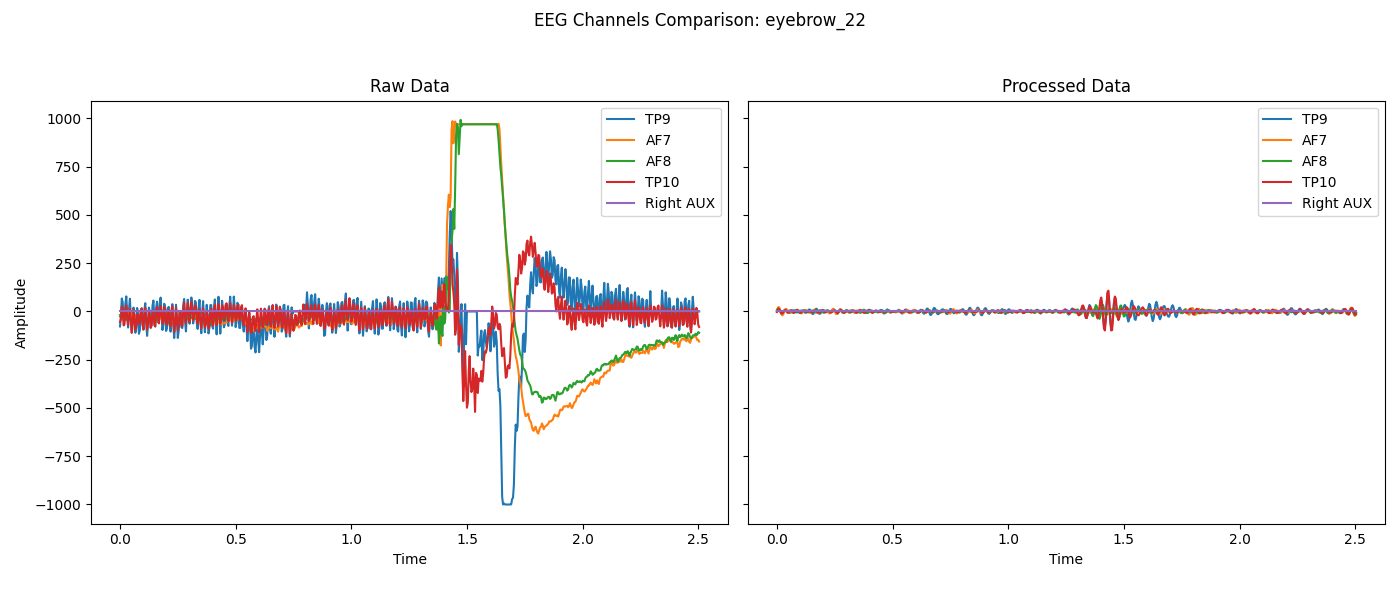 EEG Channels Comparison: eyebrow_22
Raw Data
Amplitude
1000
750
500
250
0
−250
−500
−750
−1000
0.0 0.5 1.0 1.5 2.0 2.5
Time
TP9
AF7
AF8
TP10
Right AUX
Processed Data
0.0 0.5 1.0 1.5 2.0 2.5
Time
TP9
AF7
AF8
TP10
Right AUX